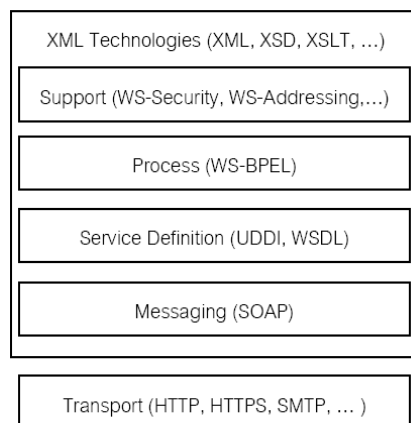 XML Technologies (XML, XSD, XSLT, ...)
Support (WS-Security, WS-Addressing,...)
Process (WS-BPEL)
Service Definition (UDDI, WSDL)
Messaging (SOAP)
Transport (HTTP, HTTPS, SMTP, ... )